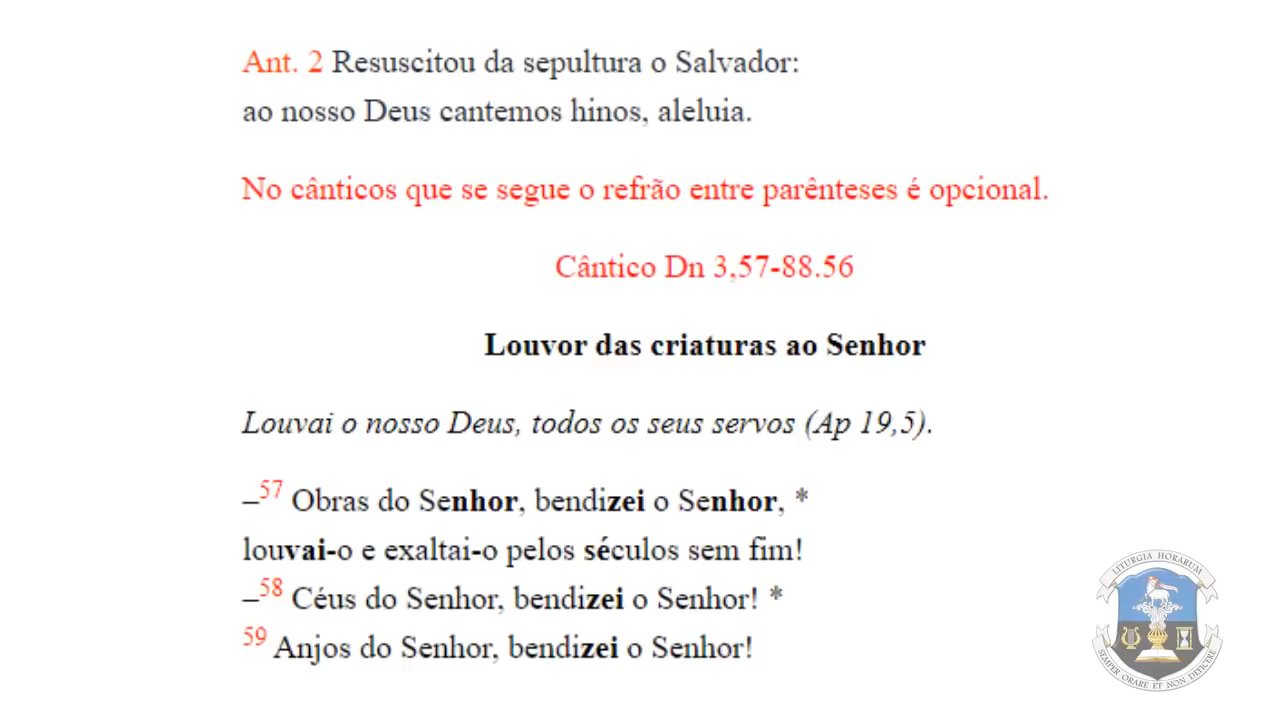 Ant. 2 Resuscitou da sepultura o Salvador:
ao nosso Deus cantemos hinos, aleluia.
No cânticos que se segue o refrão entre parênteses é opcional.
Cântico Dn 3,57-88.56
Louvor das criaturas ao Senhor
Louvai o nosso Deus, todos os seus servos (Ap 19,5).
–57 Obras do Senhor, bendizei o Senhor, *
louvai-o e exaltai-o pelos séculos sem fim!
–58 Céus do Senhor, bendizei o Senhor! *
59 Anjos do Senhor, bendizei o Senhor!
LITURGIA HORARUM
SEMPER ORARE ET NON DEFICERE